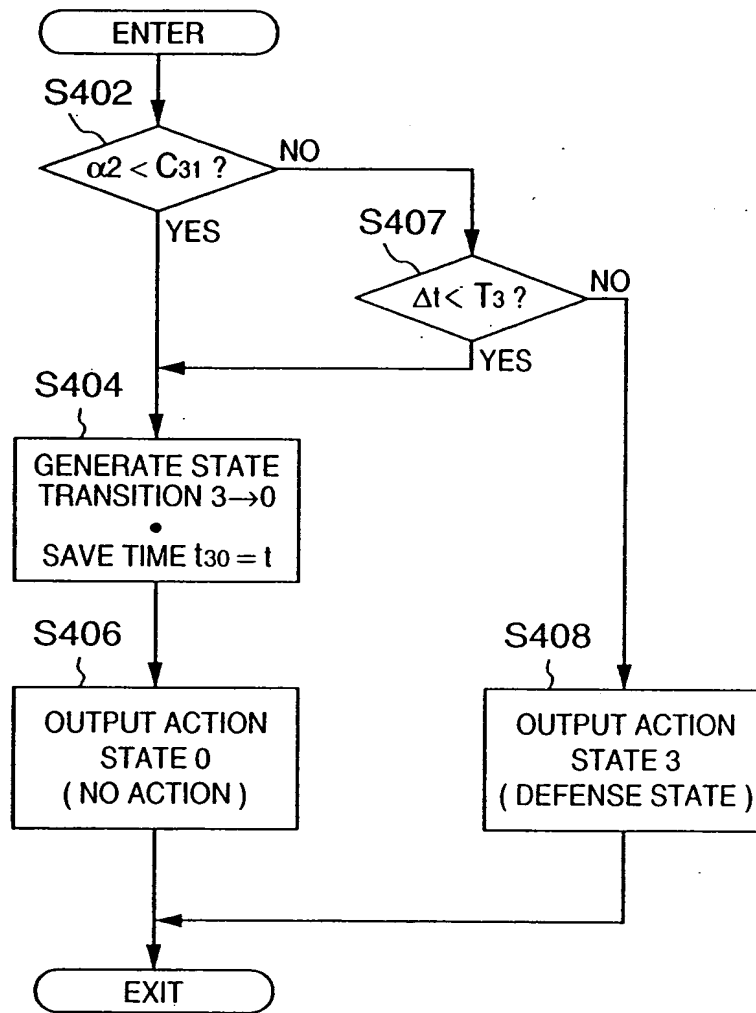 ENTER
S402
α2 < C31 ?
NO
YES
S407
Δt < T3 ?
NO
YES
S404
GENERATE STATE
TRANSITION 3→0
•
SAVE TIME t30 = t
S406
OUTPUT ACTION
STATE 0
( NO ACTION )
S408
OUTPUT ACTION
STATE 3
( DEFENSE STATE )
EXIT